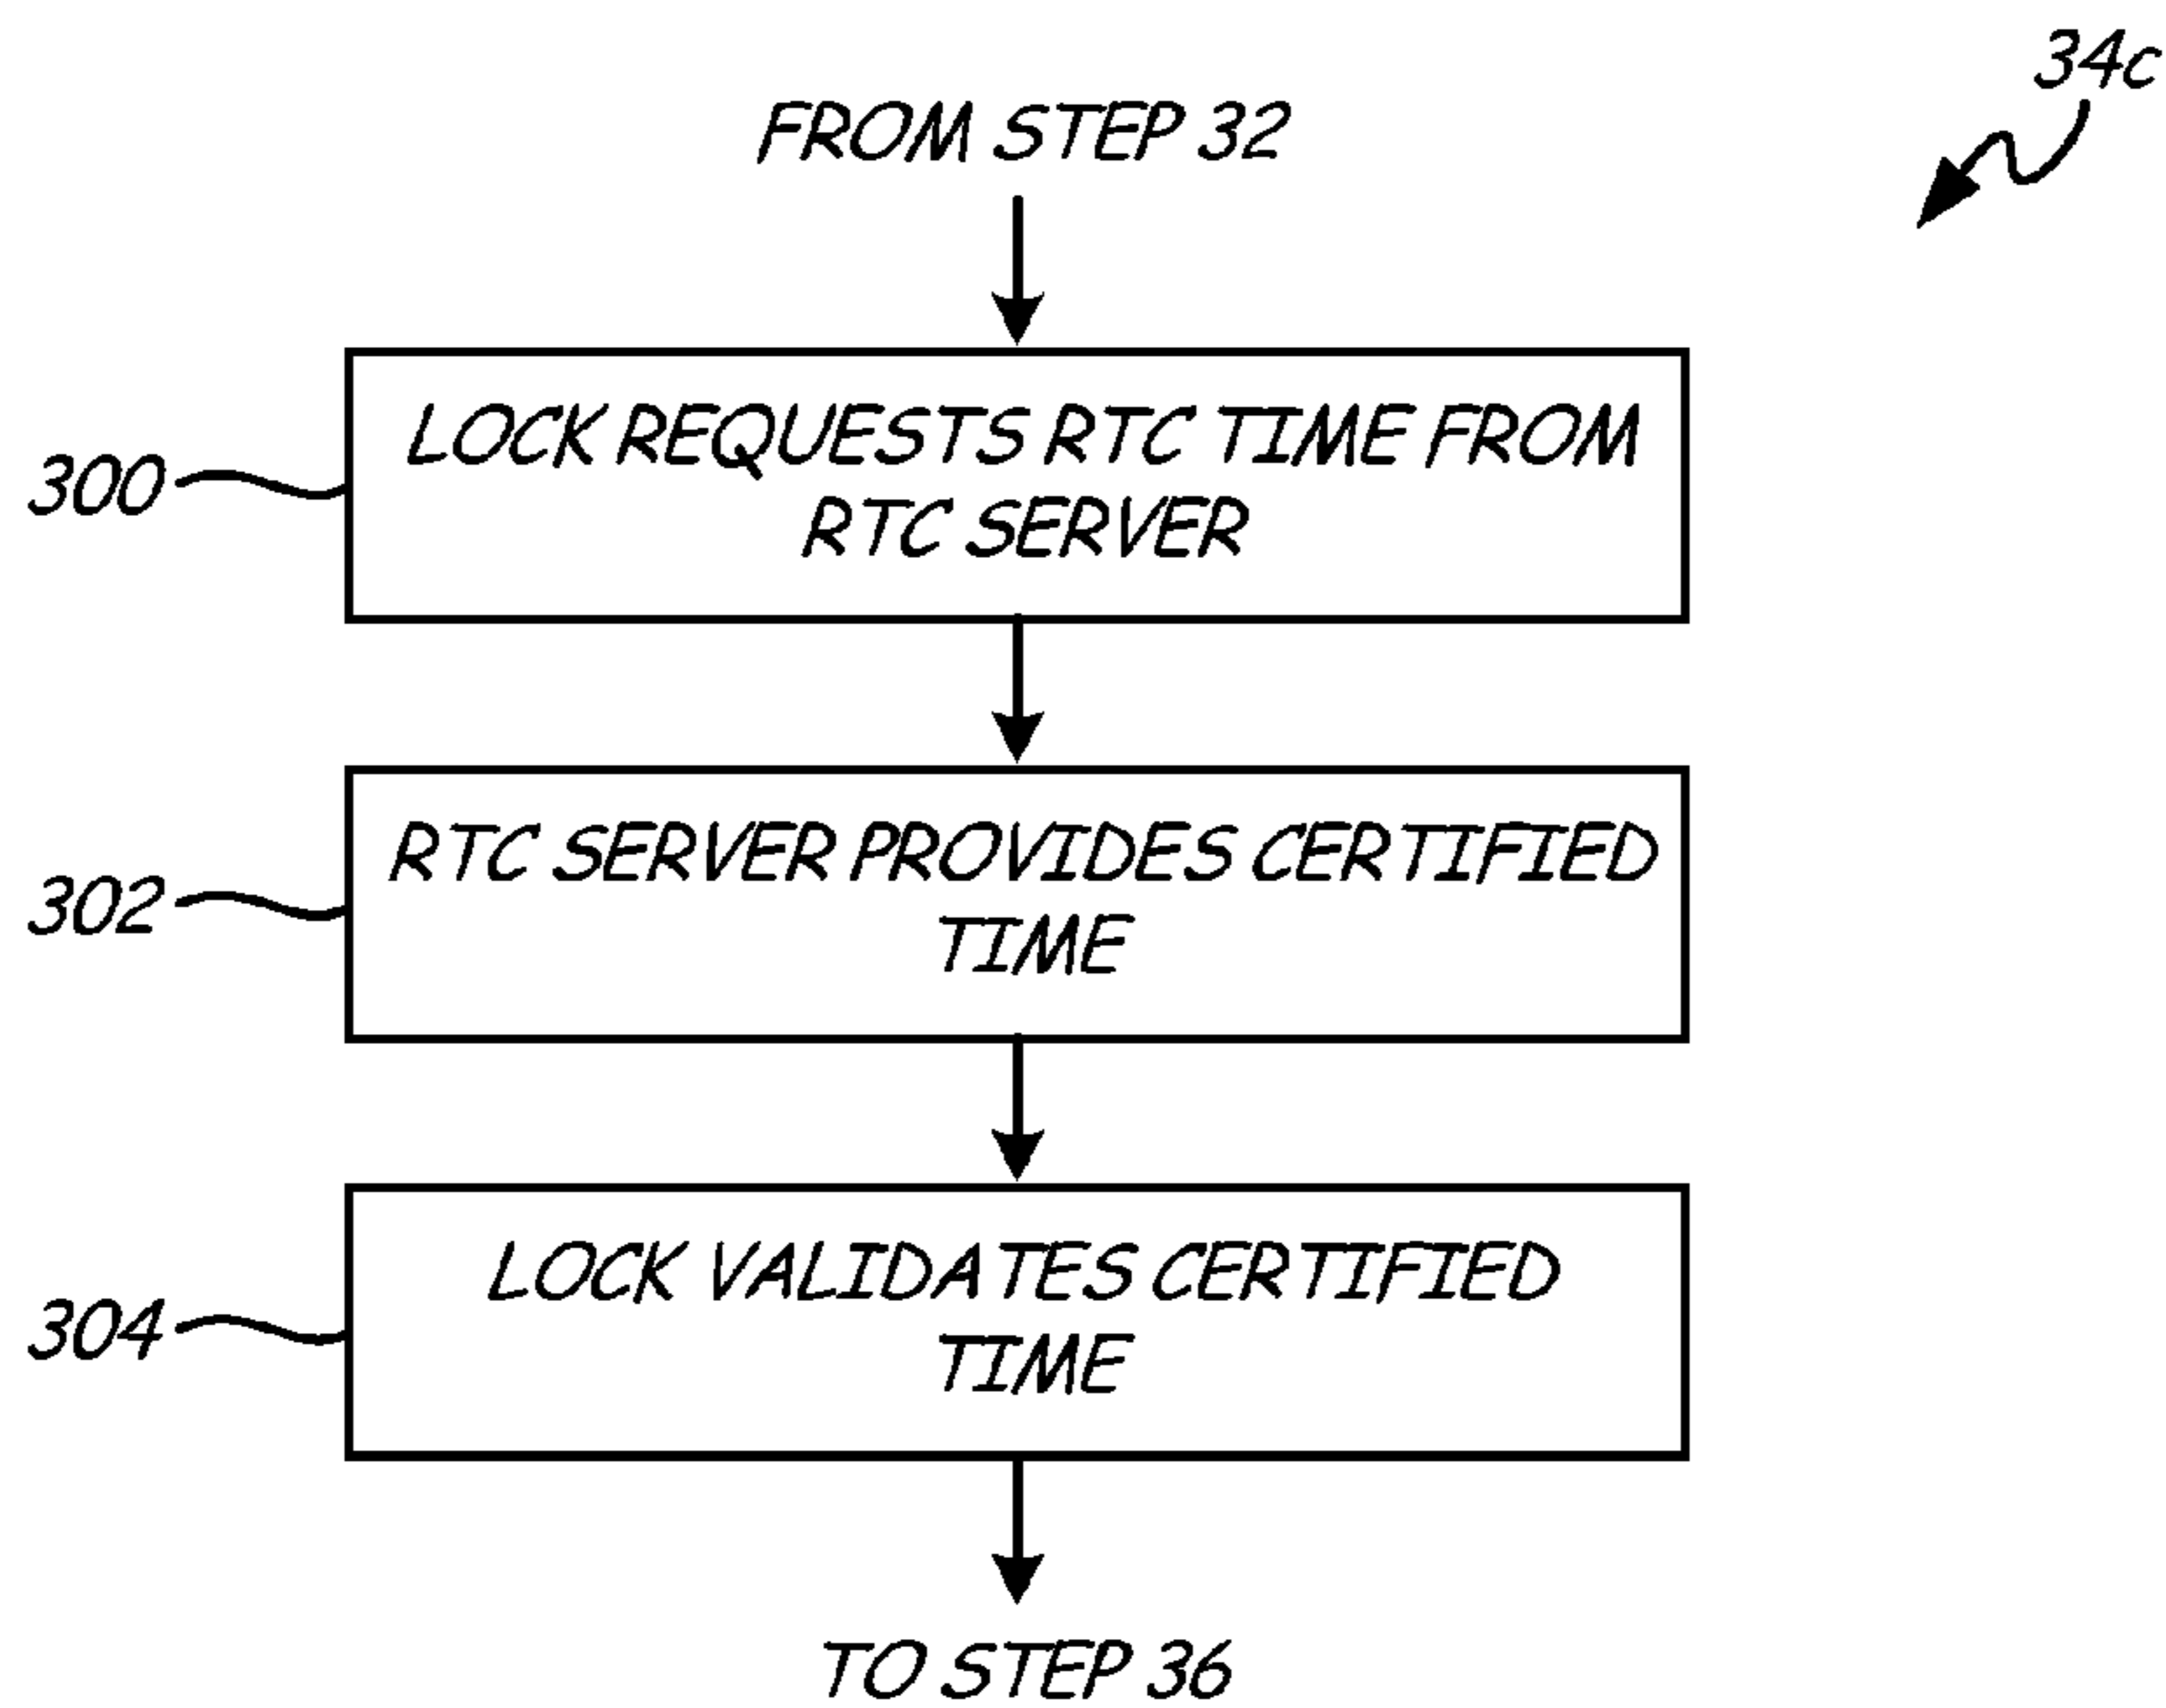 34c
FROM STEP 32
LOCK REQUESTS RTC TIME FROM
RTC SERVER
300
RTC SERVER PROVIDES CERTIFIED
TIME
302
LOCK VALIDATES CERTIFIED
TIME
304
TO STEP 36